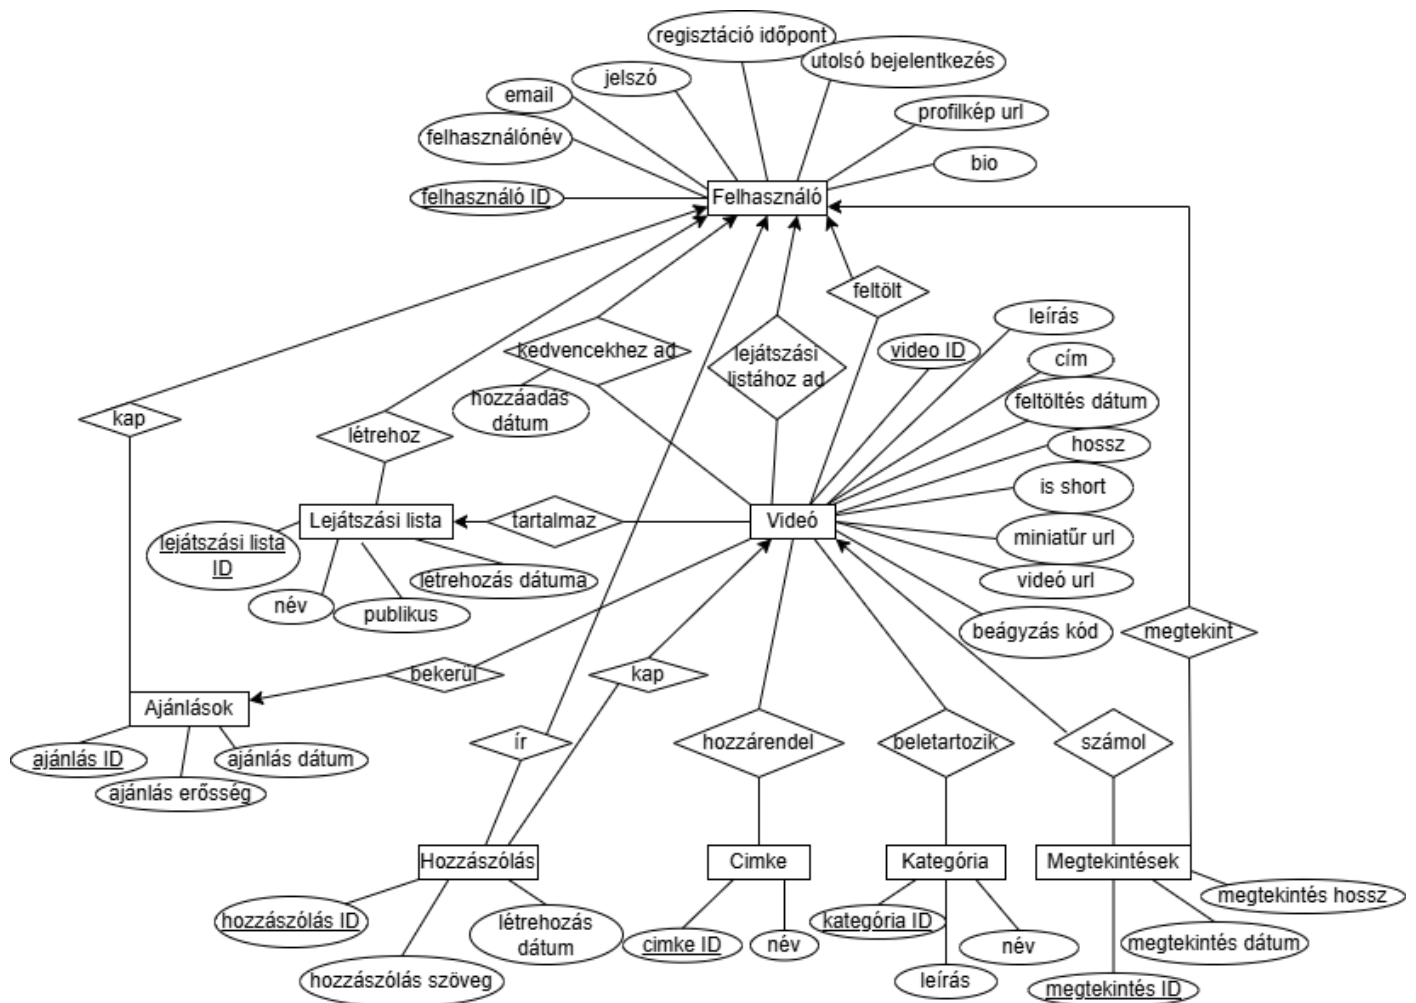 regisztáció időpont
utolsó bejelentkezés
jelszó
email
profilkép url
felhasználónév
bio
felhasználó ID
Felhasználó
feltölt
leírás
kedvencekhez ad
lejátszási
listához ad
video ID
cím
hozzáadás
dátum
feltöltés dátum
kap
létrehoz
hossz
is short
Lejátszási lista
tartalmaz
Videó
miniatűr url
lejátszási lista
ID
létrehozás dátuma
videó url
név
publikus
beágyzás kód
megtekint
bekerül
kap
Ajánlások
ír
hozzárendel
beletartozik
számol
ajánlás ID
ajánlás dátum
ajánlás erősség
Hozzászólás
Cimke
Kategória
Megtekintések
megtekintés hossz
hozzászólás ID
létrehozás
dátum
cimke ID
név
kategória ID
név
megtekintés dátum
hozzászólás szöveg
leírás
megtekintés ID